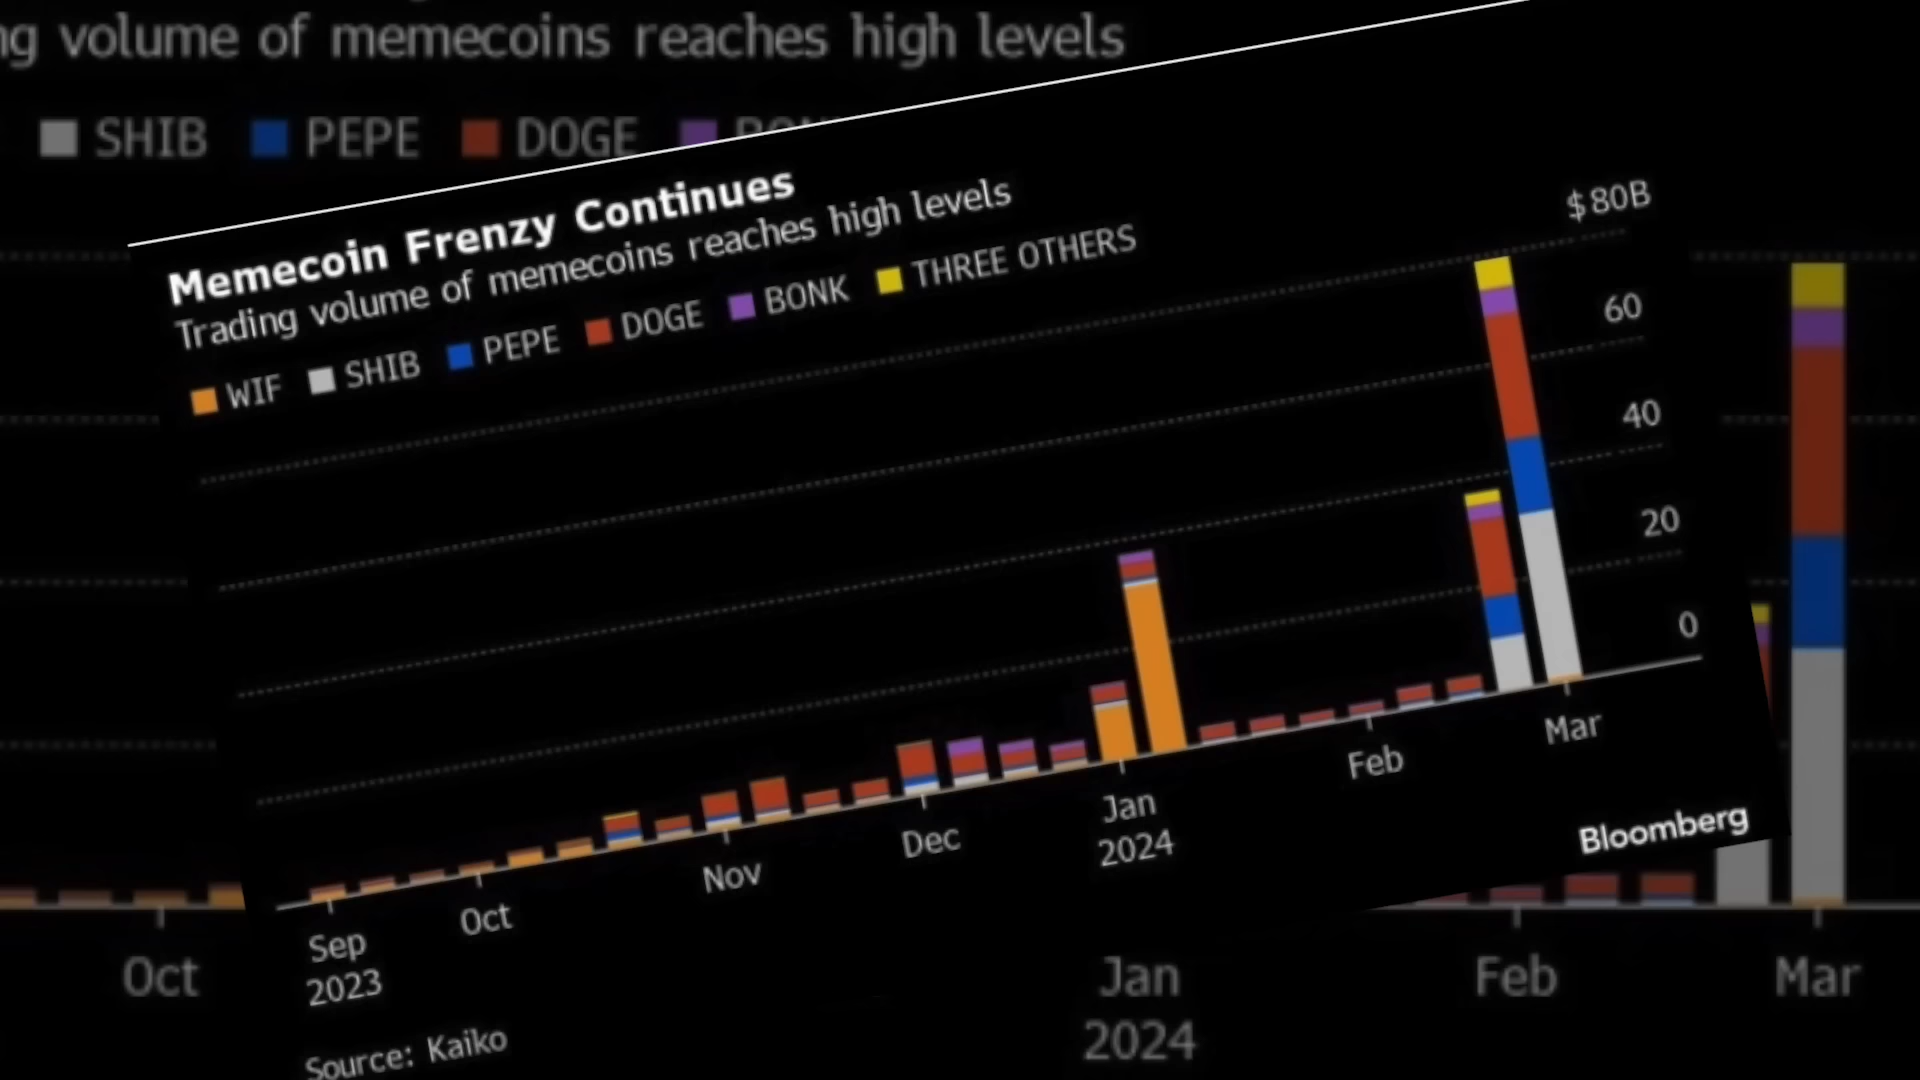 ng volume of memecoins reaches high levels
SHIB PEPE DOGE
Memecoin Frenzy Continues
Trading volume of memecoins reaches high levels
WIF SHIB PEPE DOGE BONK THREE OTHERS
$80B
60
40
20
0
Sep
2023
Oct
Nov
Dec
Jan
2024
Feb
Mar
Source: Kaiko
Bloomberg
Oct
Jan
2024
Feb
Mar